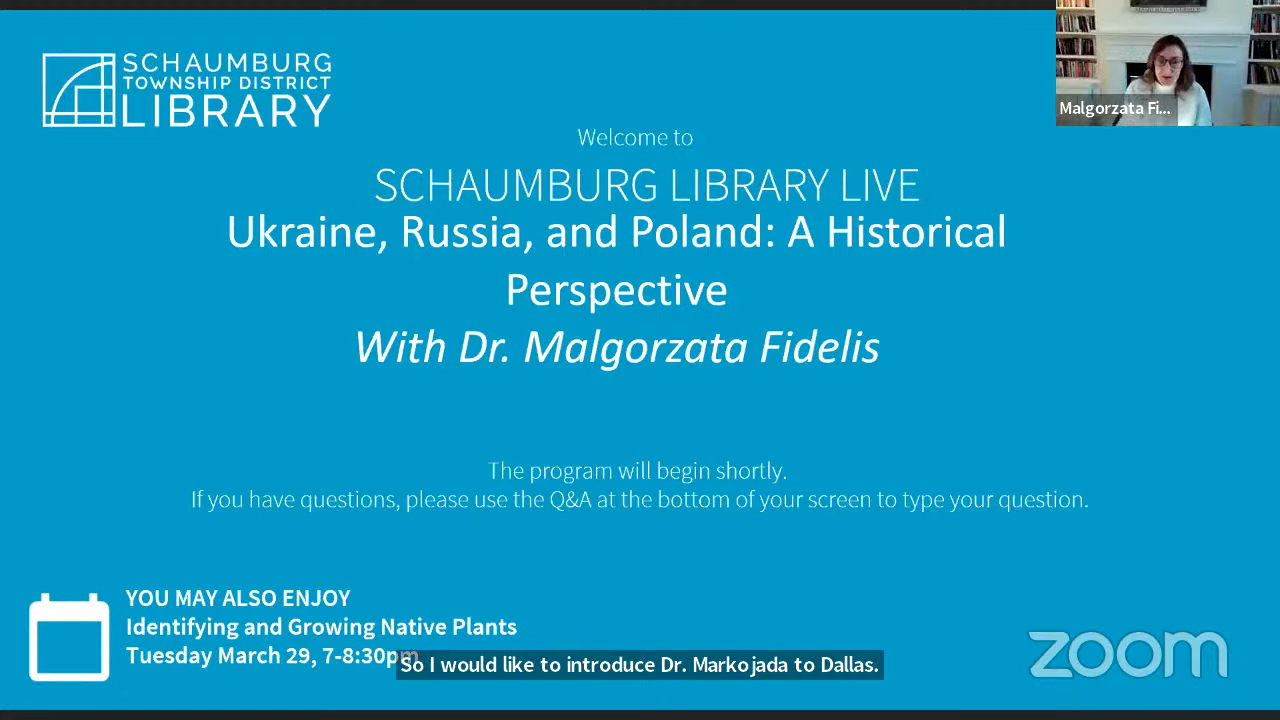 SCHAUMBURG
TOWNSHIP DISTRICT
LIBRARY
Malgorzata Fi...
Welcome to
SCHAUMBURG LIBRARY LIVE
Ukraine, Russia, and Poland: A Historical
Perspective
With Dr. Malgorzata Fidelis
The program will begin shortly.
If you have questions, please use the Q&A at the bottom of your screen to type your question.
YOU MAY ALSO ENJOY
Identifying and Growing Native Plants
Tuesday March 29, 7-8:30pm
So I would like to introduce Dr. Markojada to Dallas.
zoom